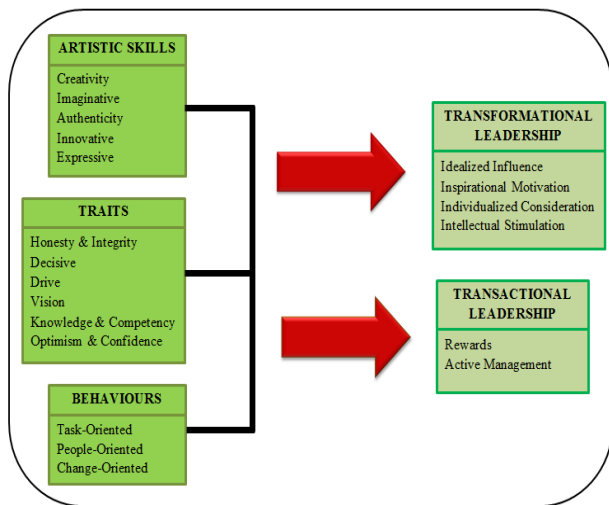 ARTISTIC SKILLS
Creativity
Imaginative
Authenticity
Innovative
Expressive
TRAITS
Honesty & Integrity
Decisive
Drive
Vision
Knowledge & Competency
Optimism & Confidence
BEHAVIOURS
Task-Oriented
People-Oriented
Change-Oriented
TRANSFORMATIONAL
LEADERSHIP
Idealized Influence
Inspirational Motivation
Individualized Consideration
Intellectual Stimulation
TRANSACTIONAL
LEADERSHIP
Rewards
Active Management